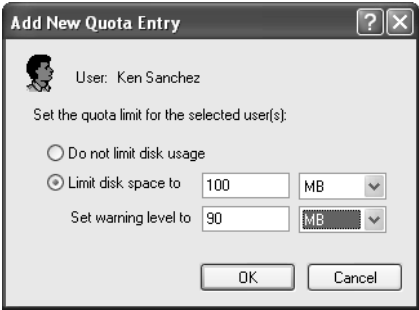 Add New Quota Entry
User: Ken Sanchez
Set the quota limit for the selected user(s):
Do not limit disk usage
Limit disk space to 100 MB
Set warning level to 90 MB
OK Cancel